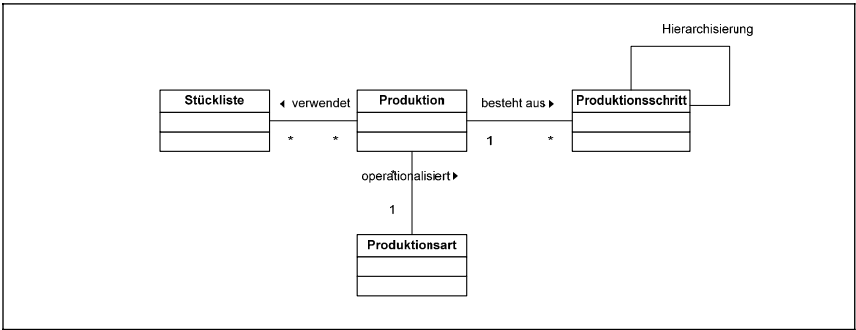 Hierarchisierung
Stückliste
◄ verwendet
Produktion
besteht aus ►
Produktionsschritt
* *
1 *
*
operationalisiert ►
1
Produktionsart